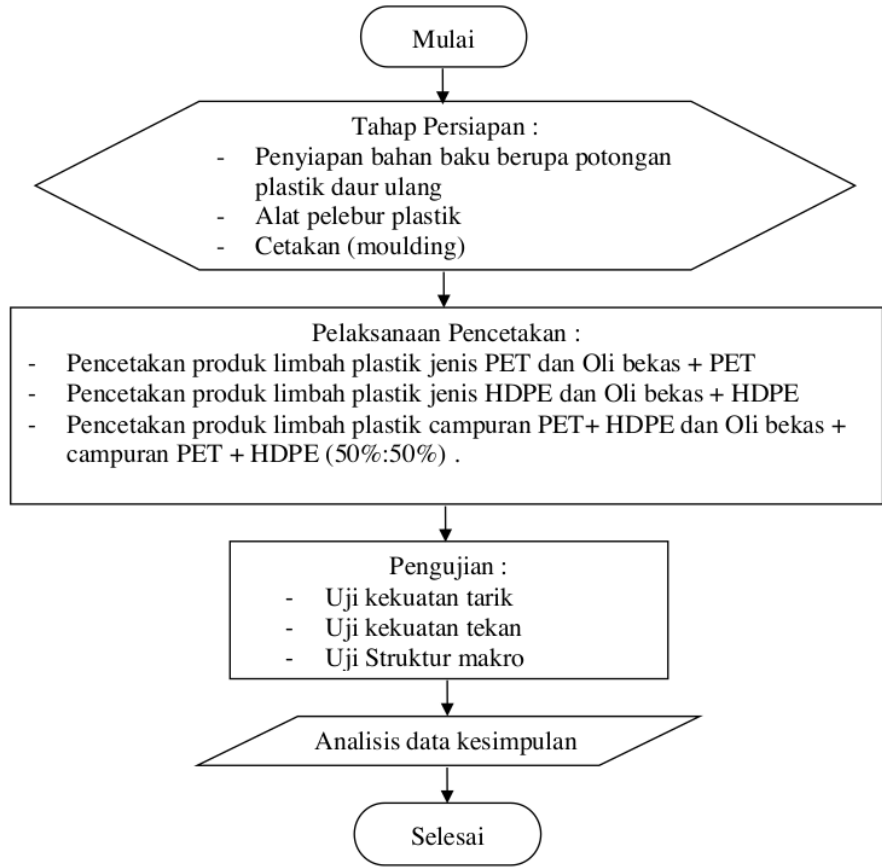 Mulai
Tahap Persiapan :
- Penyiapan bahan baku berupa potongan
plastik daur ulang
- Alat pelebur plastik
- Cetakan (moulding)
Pelaksanaan Pencetakan :
- Pencetakan produk limbah plastik jenis PET dan Oli bekas + PET
- Pencetakan produk limbah plastik jenis HDPE dan Oli bekas + HDPE
- Pencetakan produk limbah plastik campuran PET+ HDPE dan Oli bekas +
campuran PET + HDPE (50%:50%) .
Pengujian :
- Uji kekuatan tarik
- Uji kekuatan tekan
- Uji Struktur makro
Analisis data kesimpulan
Selesai